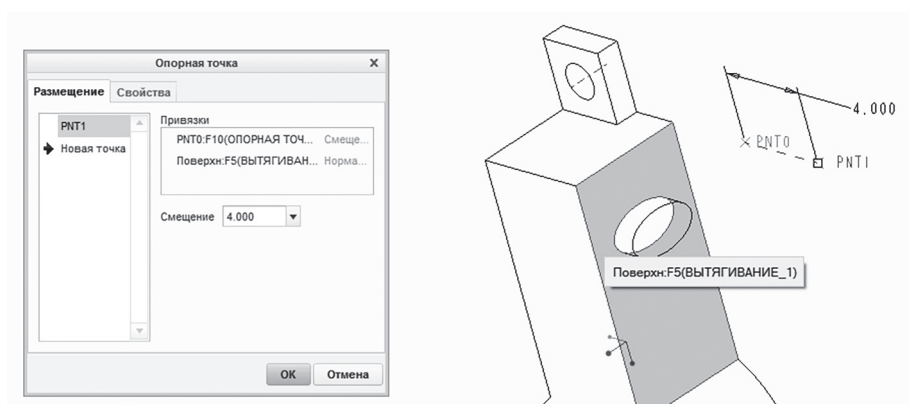 Опорная точка
X
Размещение Свойства
PNT1
Новая точка
Привязки
PNT0:F10(ОПОРНАЯ ТОЧ... Смеще...
Поверхн:F5(ВЫТЯГИВАН... Норма...
Смещение 4.000
ОК Отмена
4.000
PNT0
PNT1
Поверхн:F5(ВЫТЯГИВАНИЕ_1)